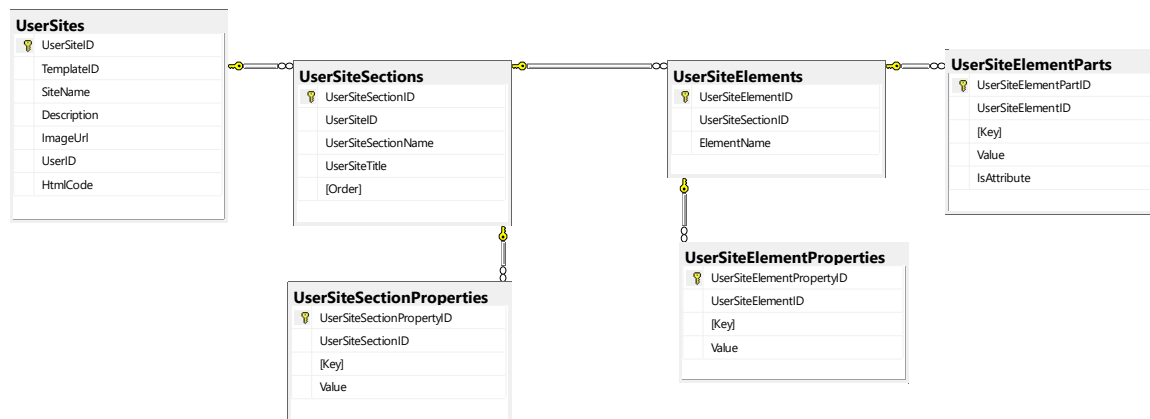 UserSites
UserSiteID
TemplateID
SiteName
Description
ImageUrl
UserID
HtmlCode
UserSiteSections
UserSiteSectionID
UserSiteID
UserSiteSectionName
UserSiteTitle
[Order]
UserSiteElements
UserSiteElementID
UserSiteSectionID
ElementName
UserSiteElementParts
UserSiteElementPartID
UserSiteElementID
[Key]
Value
IsAttribute
UserSiteSectionProperties
UserSiteSectionPropertyID
UserSiteSectionID
[Key]
Value
UserSiteElementProperties
UserSiteElementPropertyID
UserSiteElementID
[Key]
Value